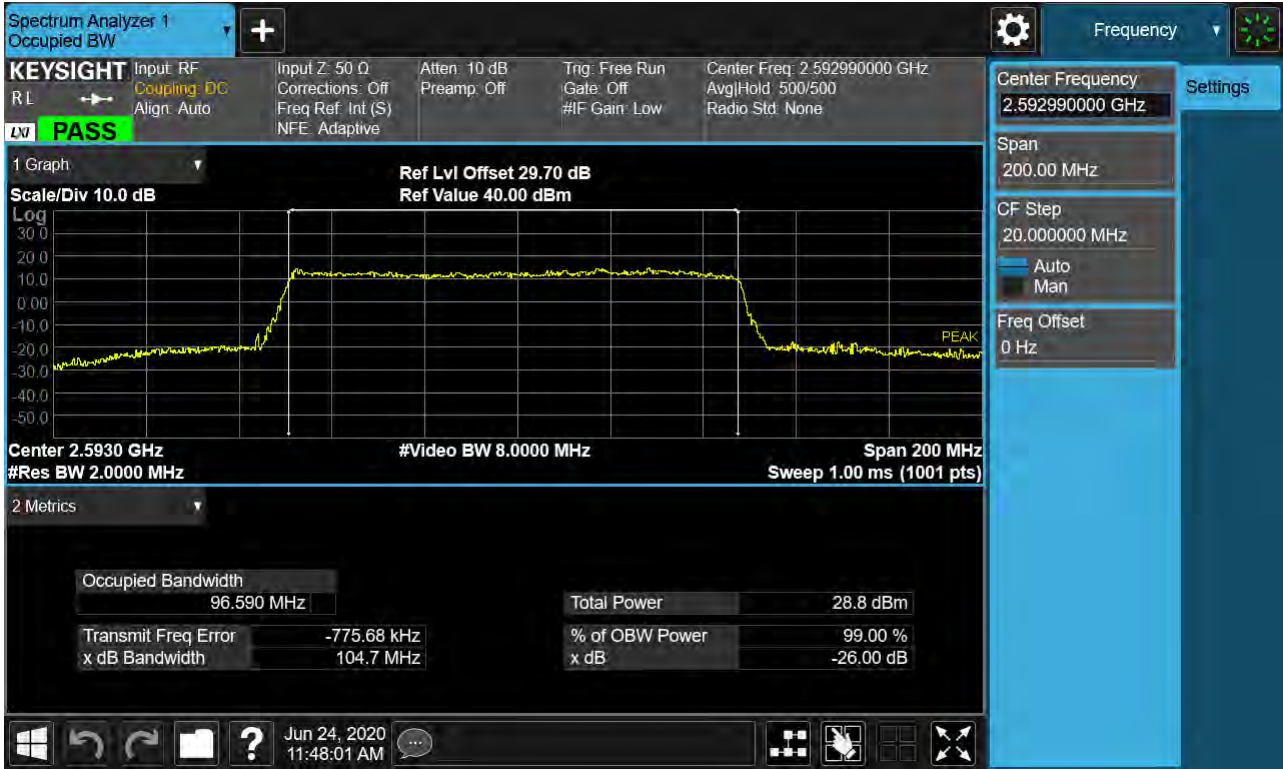 Spectrum Analyzer 1
Occupied BW
Frequency
KEYSIGHT
R L
LXI PASS
Input: RF
Coupling: DC
Align: Auto
Input Z: 50 Ω
Corrections: Off
Freq Ref: Int (S)
NFE: Adaptive
Atten: 10 dB
Preamp: Off
Trig: Free Run
Gate: Off
#IF Gain: Low
Center Freq: 2.592990000 GHz
Avg|Hold: 500/500
Radio Std: None
Center Frequency
2.592990000 GHz
Settings
Span
200.00 MHz
CF Step
20.000000 MHz
Auto
Man
Freq Offset
0 Hz
1 Graph
Scale/Div 10.0 dB
Ref Lvl Offset 29.70 dB
Ref Value 40.00 dBm
Log
30.0
20.0
10.0
0.00
-10.0
-20.0
-30.0
-40.0
-50.0
PEAK
Center 2.5930 GHz
#Video BW 8.0000 MHz
Span 200 MHz
#Res BW 2.0000 MHz
Sweep 1.00 ms (1001 pts)
2 Metrics
Occupied Bandwidth
96.590 MHz
Total Power 28.8 dBm
Transmit Freq Error -775.68 kHz
% of OBW Power 99.00 %
x dB Bandwidth 104.7 MHz
x dB -26.00 dB
?
Jun 24, 2020
11:48:01 AM